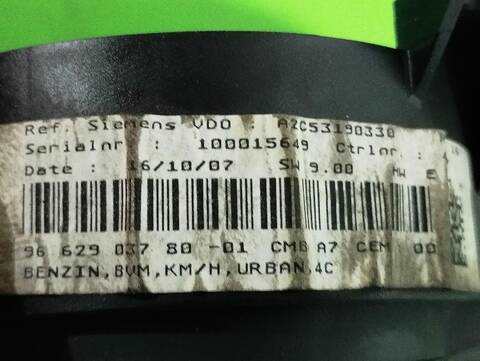 Ref. Siemens VDO : A2C53190330
Serialnr. : 100015649 Ctrlnr. :
Date : 16/10/07 SW 9.00 HW E
96 629 037 80 -01 CMB A7 CEM 00
BENZIN,BVM,KM/H,URBAN,4C